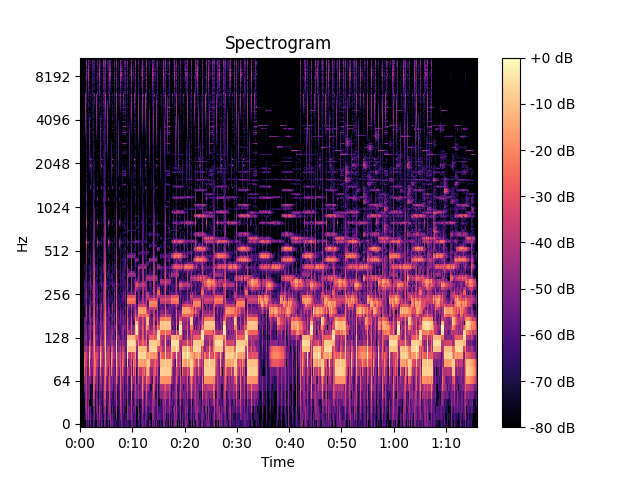 Spectrogram
+0 dB
8192
-10 dB
4096
-20 dB
2048
-30 dB
1024
-40 dB
Hz
512
-50 dB
256
-60 dB
128
-70 dB
64
0
-80 dB
0:00 0:10 0:20 0:30 0:40 0:50 1:00 1:10
Time